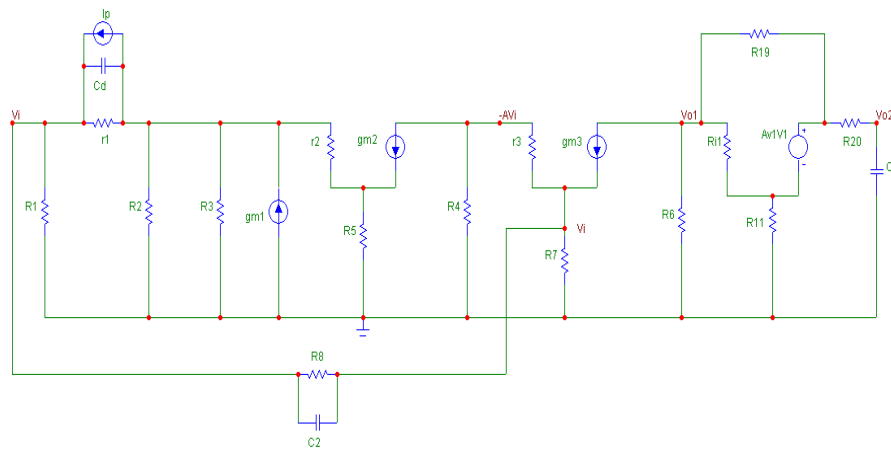 Ip
Cd
Vi
r1
R19
-AVi
Vo1
Vo2
r2
gm2
r3
gm3
Ri1
Av1V1
+
-
R20
R1
R2
R3
gm1
R5
R4
Vi
R7
R6
R11
R8
C2